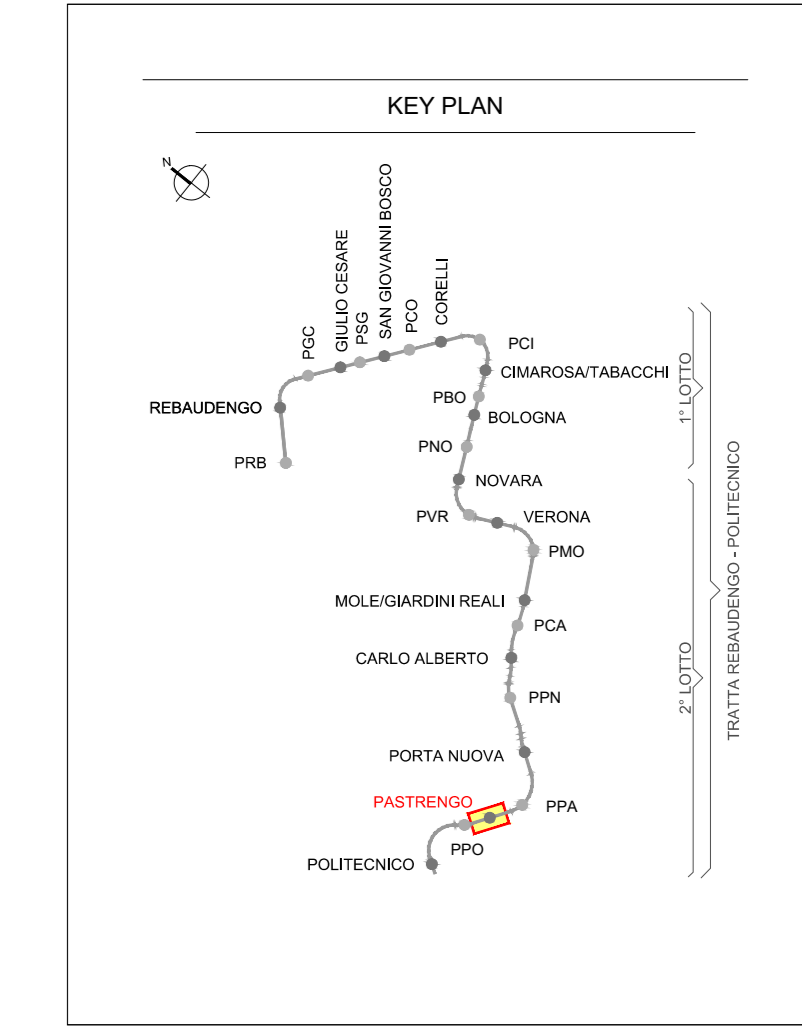 KEY PLAN
N
PGC
GIULIO CESARE
PSG
SAN GIOVANNI BOSCO
PCO
CORELLI
PCI
CIMAROSA/TABACCHI
REBAUDENGO
PBO
BOLOGNA
PRB
PNO
NOVARA
PVR
VERONA
PMO
MOLE/GIARDINI REALI
PCA
CARLO ALBERTO
PPN
PORTA NUOVA
PASTRENGO
PPA
PPO
POLITECNICO
1° LOTTO
2° LOTTO
TRATTA REBAUDENGO - POLITECNICO